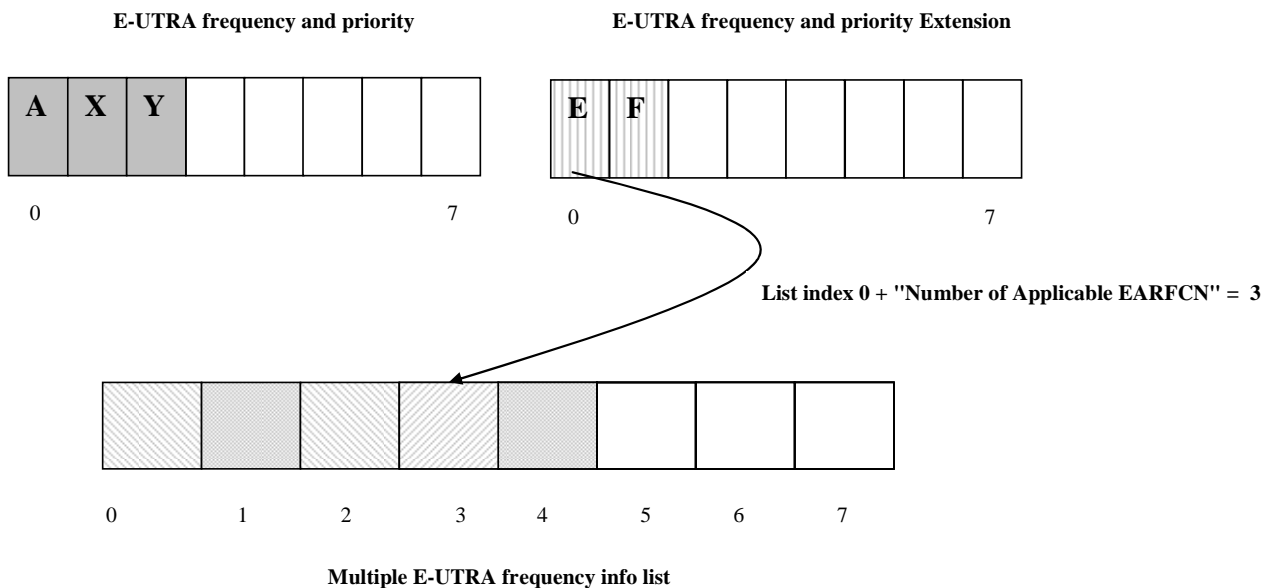 E-UTRA frequency and priority
E-UTRA frequency and priority Extension
A X Y
E F
0 7
0 7
List index 0 + "Number of Applicable EARFCN" = 3
0 1 2 3 4 5 6 7
Multiple E-UTRA frequency info list